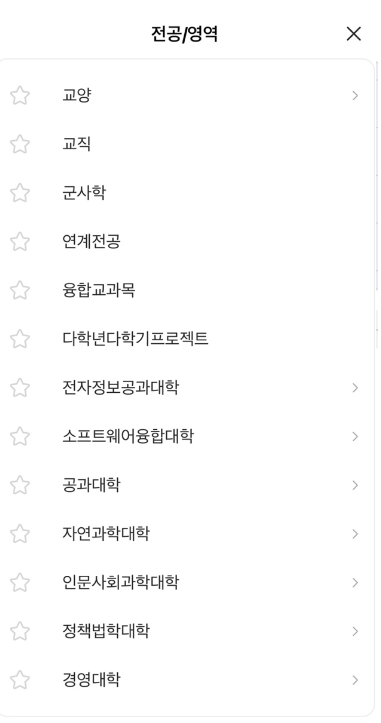 전공/영역
교양
교직
군사학
연계전공
융합교과목
다학년다학기프로젝트
전자정보공과대학
소프트웨어융합대학
공과대학
자연과학대학
인문사회과학대학
정책법학대학
경영대학